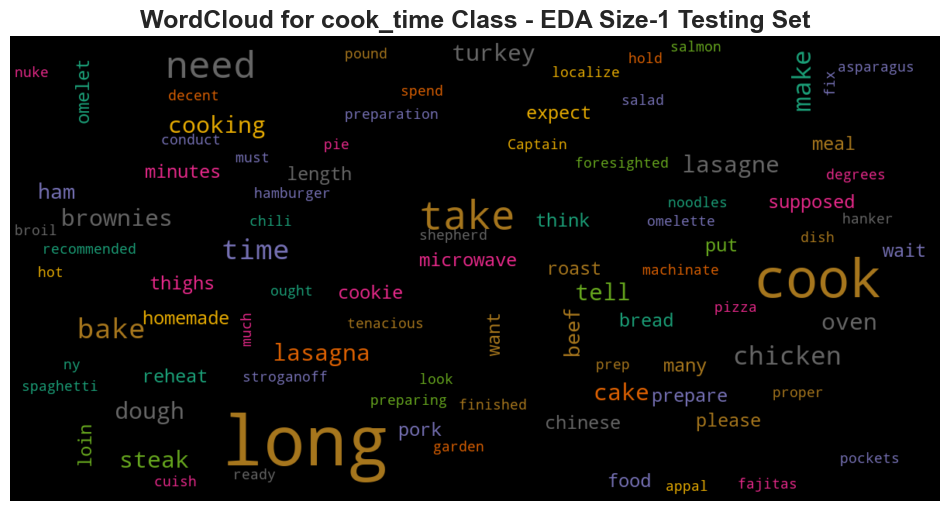 WordCloud for cook_time Class - EDA Size-1 Testing Set
nuke
omelet
need
pound
turkey
salmon
hold
localize
make
fix
asparagus
decent
spend
salad
cooking
preparation
expect
conduct
pie
Captain
meal
must
foresighted
lasagne
minutes
length
degrees
ham
hamburger
noodles
supposed
brownies
chili
take
think
omelette
hanker
broil
shepherd
dish
recommended
time
put
wait
microwave
hot
roast
machinate
cook
thighs
ought
cookie
tell
pizza
homemade
much
tenacious
want
beef
bread
oven
bake
lasagna
chicken
ny
reheat
stroganoff
look
prep
many
spaghetti
cake
prepare
proper
dough
long
preparing
finished
pork
chinese
please
loin
steak
garden
pockets
cuish
ready
food
appal
fajitas